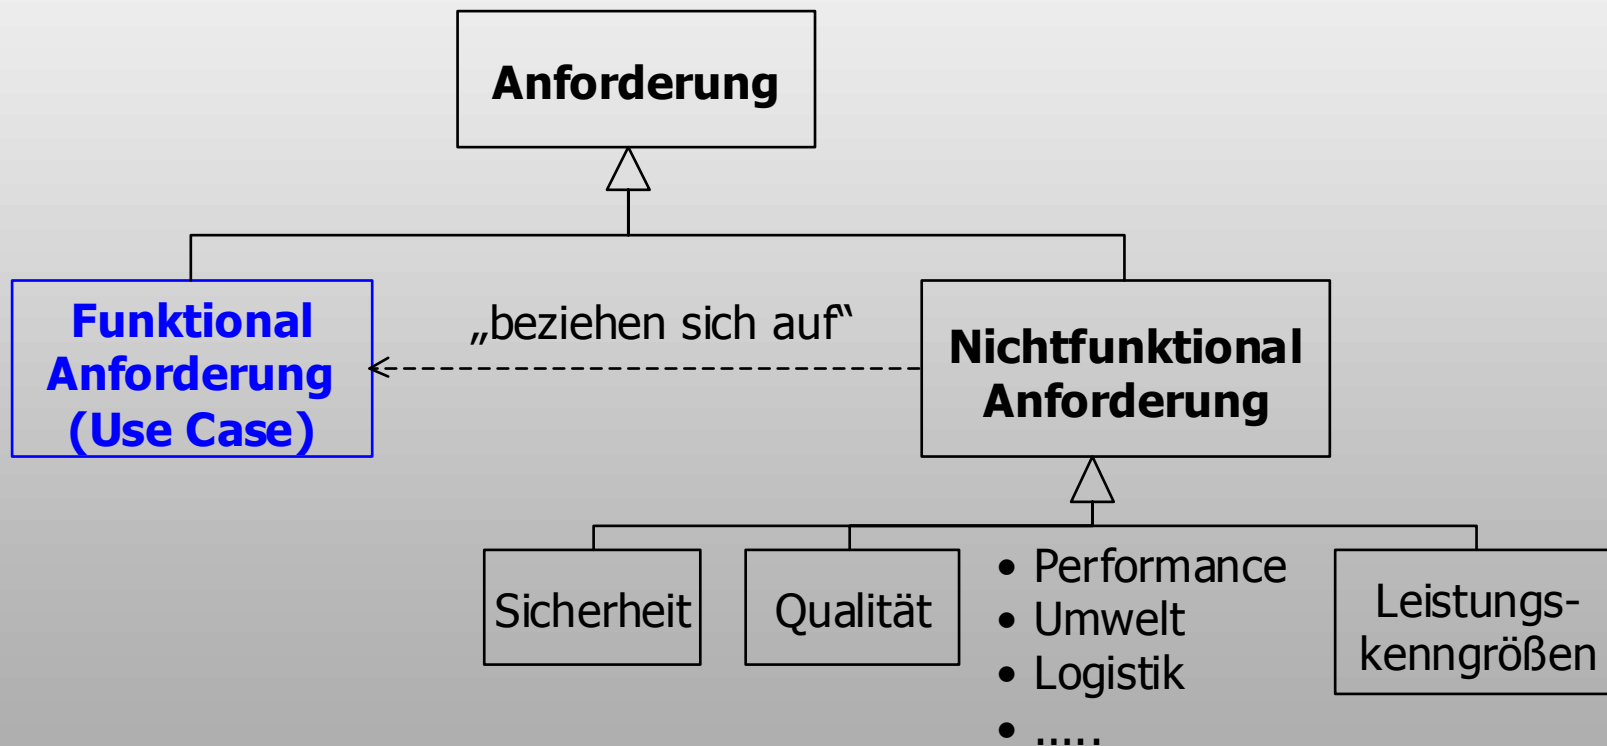 Anforderung
Funktional
Anforderung
(Use Case)
„beziehen sich auf“
Nichtfunktional
Anforderung
Sicherheit
Qualität
• Performance
• Umwelt
• Logistik
• .....
Leistungs-
kenngrößen